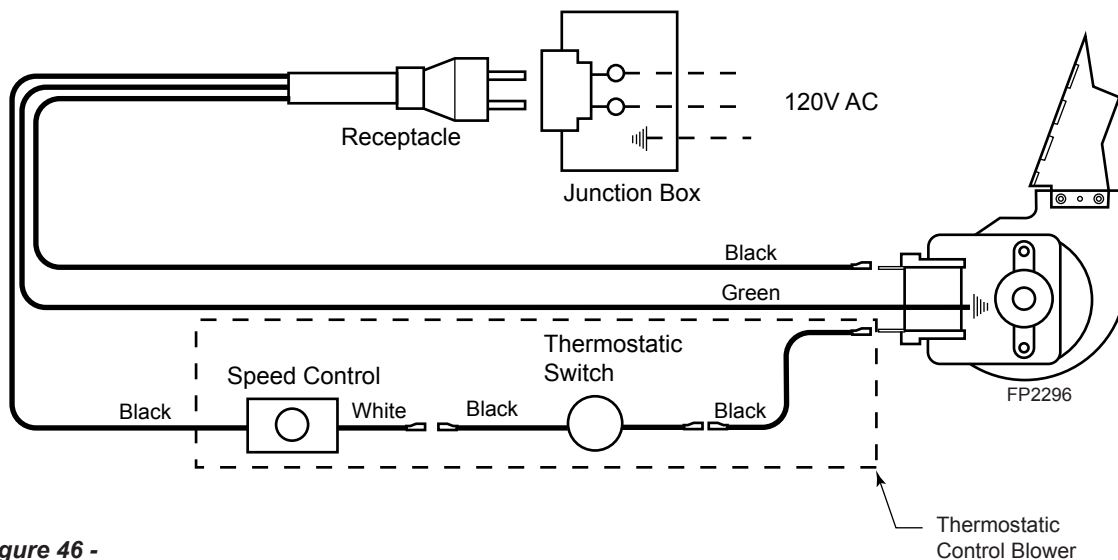 120V AC
Receptacle
Junction Box
Black
Green
Thermostatic
Switch
Speed Control
Black
White
Black
Black
FP2296
Thermostatic
Control Blower
gure 46 -